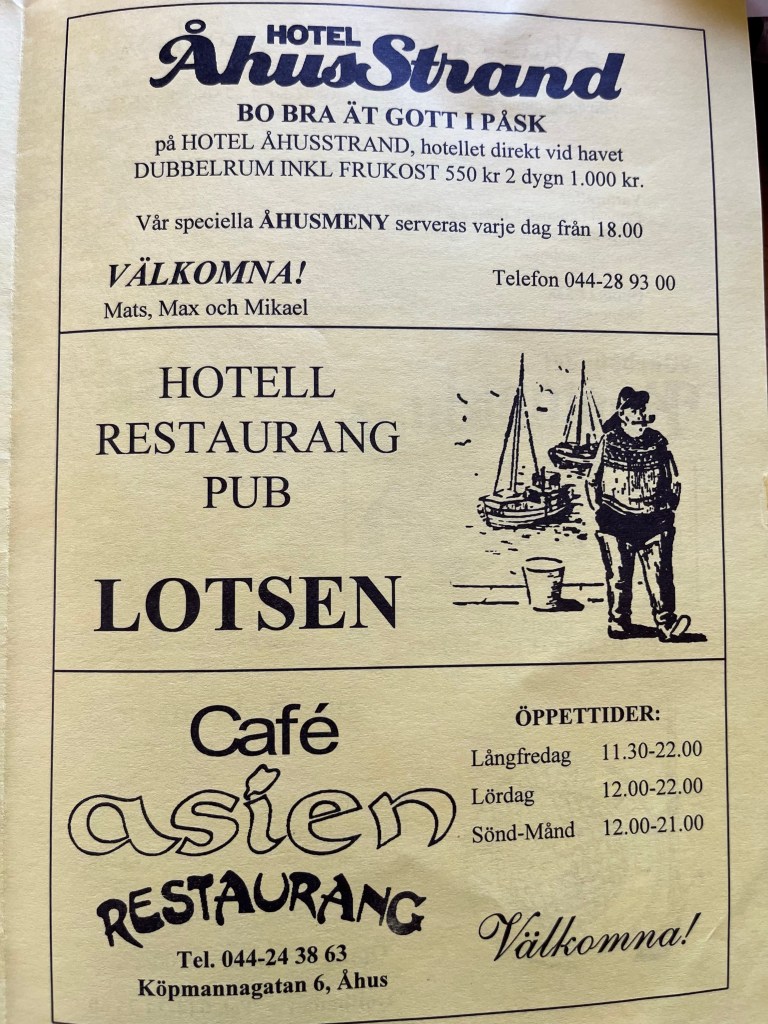 HOTEL
ÅhusStrand
BO BRA ÄT GOTT I PÅSK
på HOTEL ÅHUSSTRAND, hotellet direkt vid havet
DUBBELRUM INKL FRUKOST 550 kr 2 dygn 1.000 kr.
Vår speciella ÅHUSMENY serveras varje dag från 18.00
VÄLKOMNA!
Mats, Max och Mikael
Telefon 044-28 93 00
HOTELL
RESTAURANG
PUB
LOTSEN
Café
asien
RESTAURANG
Tel. 044-24 38 63
Köpmannagatan 6, Åhus
ÖPPETTIDER:
Långfredag 11.30-22.00
Lördag 12.00-22.00
Sönd-Månd 12.00-21.00
Välkomna!